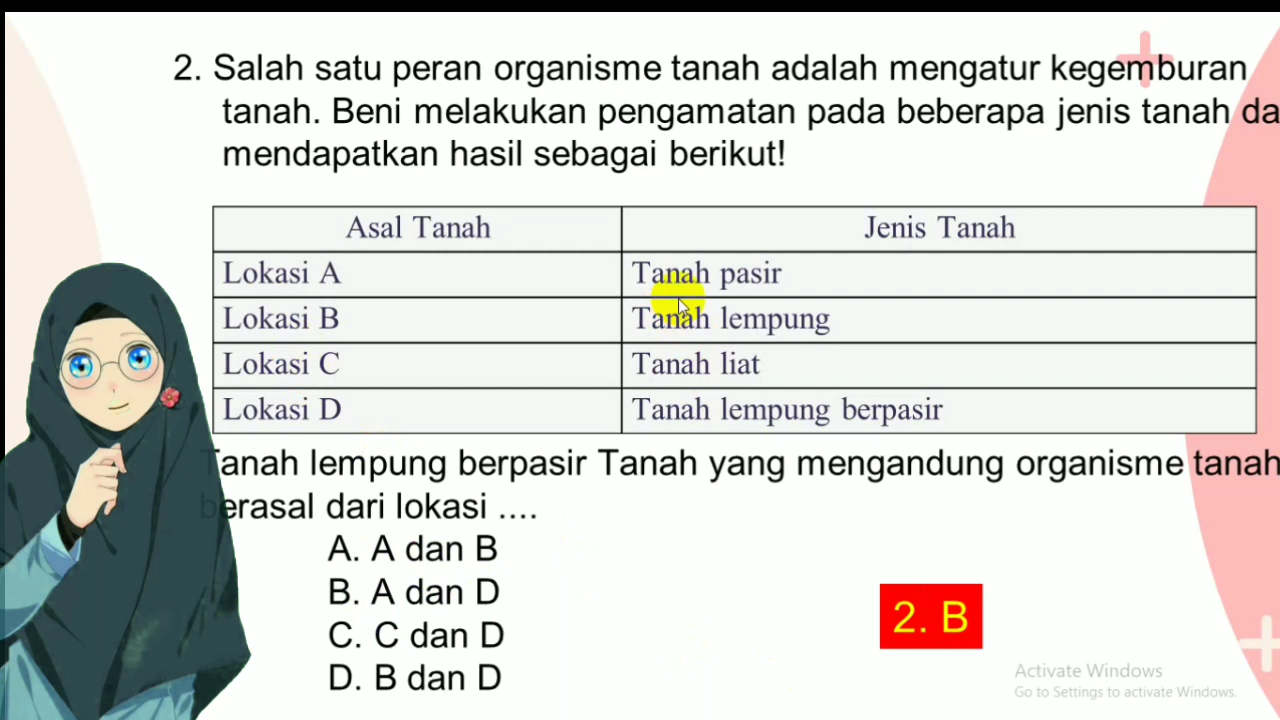 2. Salah satu peran organisme tanah adalah mengatur kegemburan
tanah. Beni melakukan pengamatan pada beberapa jenis tanah da
mendapatkan hasil sebagai berikut!
Asal Tanah Jenis Tanah
Lokasi A Tanah pasir
Lokasi B Tanah lempung
Lokasi C Tanah liat
Lokasi D Tanah lempung berpasir
Tanah lempung berpasir Tanah yang mengandung organisme tanah
berasal dari lokasi ....
A. A dan B
B. A dan D
C. C dan D
D. B dan D
2. B
Activate Windows
Go to Settings to activate Windows.